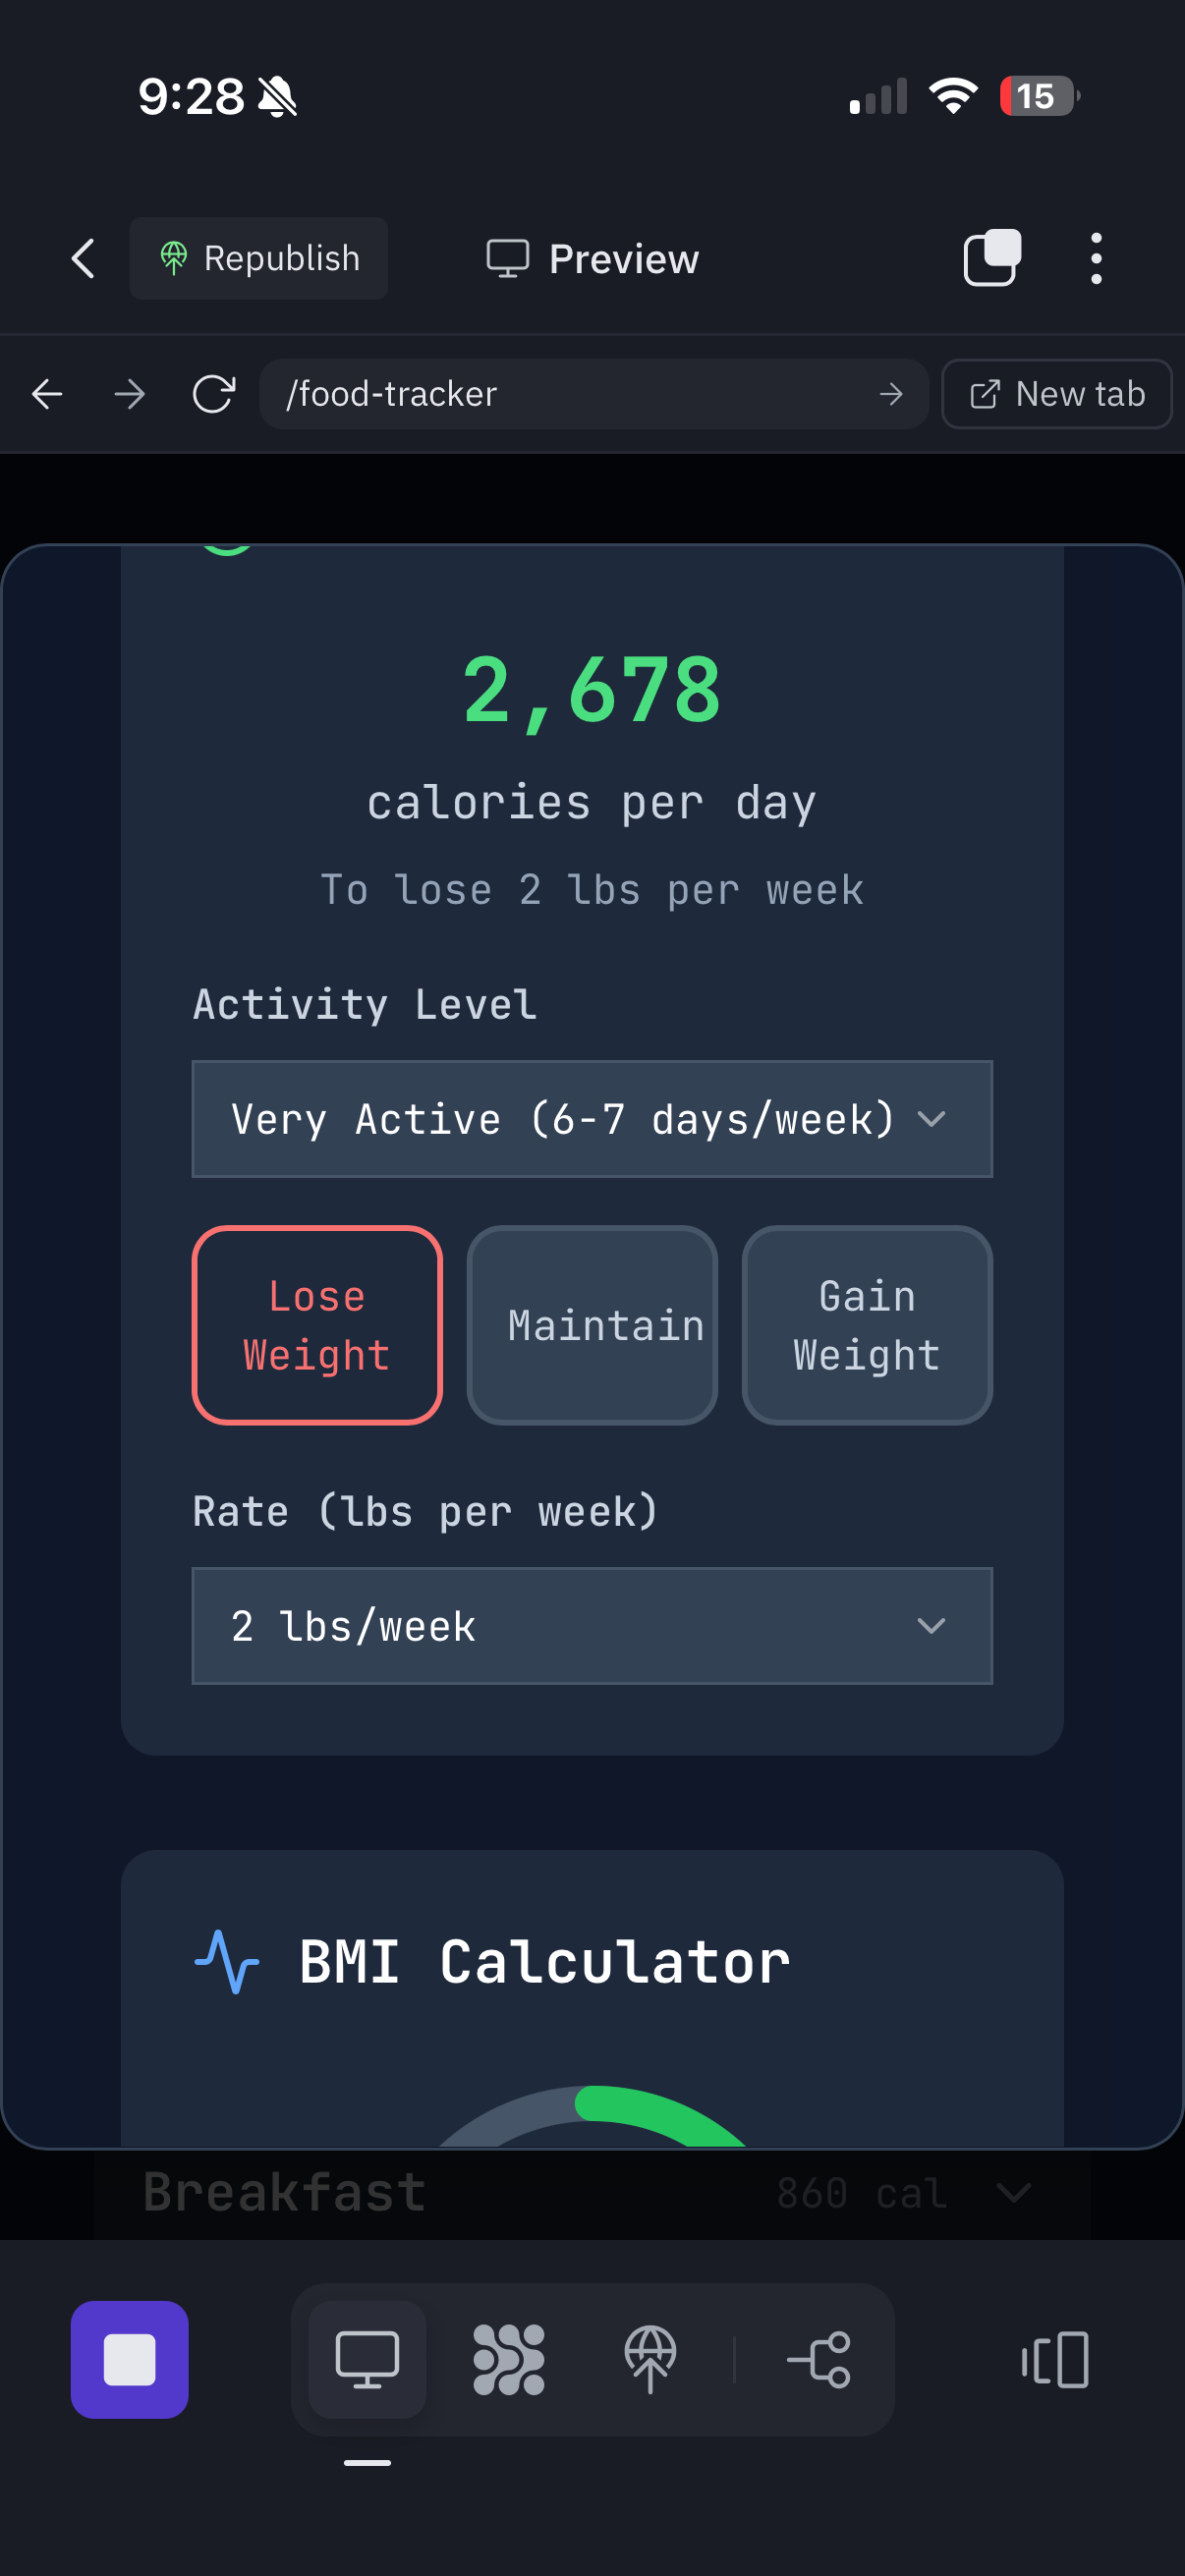 9:28
15
Republish
Preview
/food-tracker
New tab
2,678
calories per day
To lose 2 lbs per week
Activity Level
Very Active (6-7 days/week)
Lose
Weight
Maintain
Gain
Weight
Rate (lbs per week)
2 lbs/week
BMI Calculator
Breakfast
860 cal